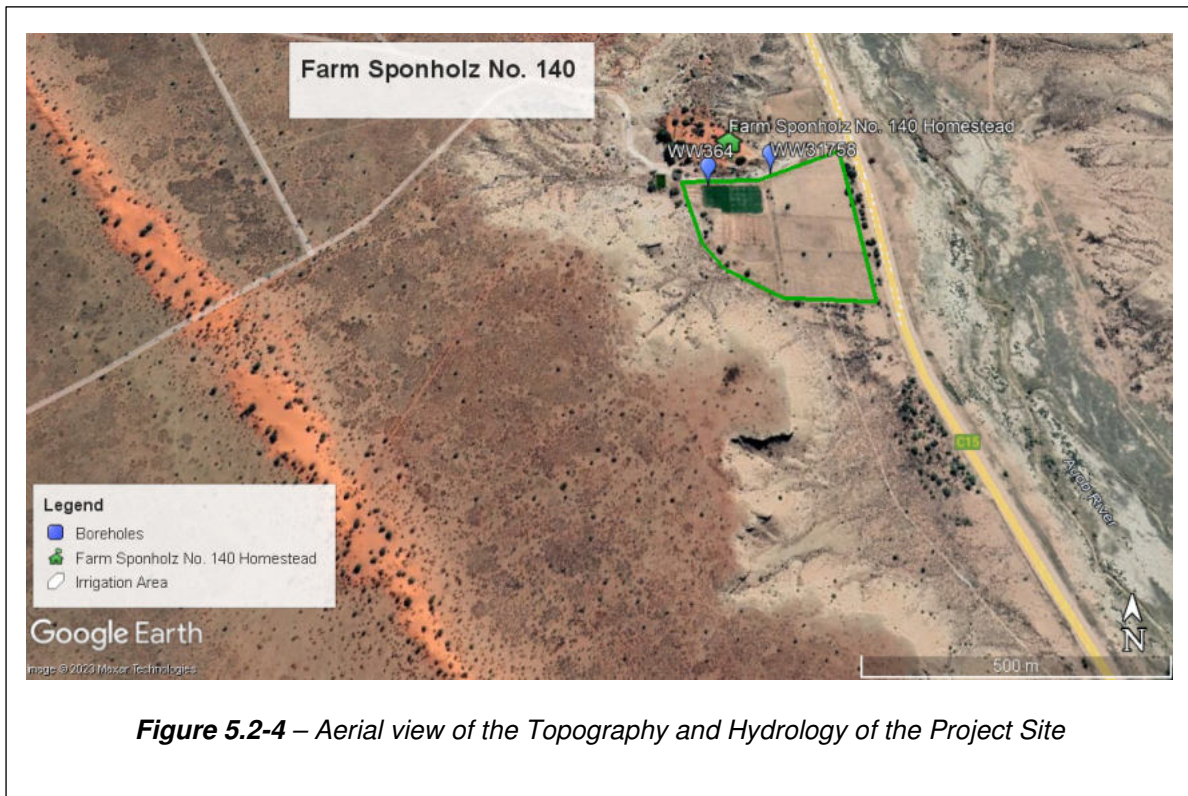 Farm Sponholz No. 140
Farm Sponholz No. 140 Homestead
WW364
WW31758
C15
Auob River
Legend
Boreholes
Farm Sponholz No. 140 Homestead
Irrigation Area
Google Earth
Image © 2023 Maxar Technologies
N
500 m
Figure 5.2-4 – Aerial view of the Topography and Hydrology of the Project Site